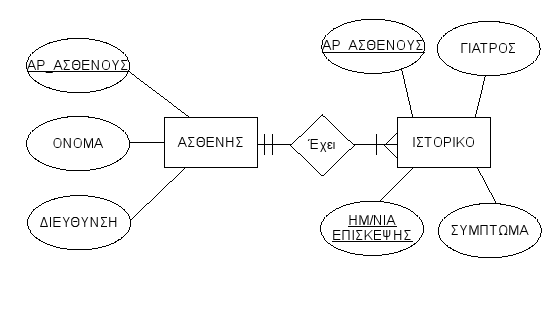 ΑΡ_ΑΣΘΕΝΟΥΣ
ΟΝΟΜΑ
ΔΙΕΥΘΥΝΣΗ
ΑΣΘΕΝΗΣ
Έχει
ΑΡ_ΑΣΘΕΝΟΥΣ
ΓΙΑΤΡΟΣ
ΙΣΤΟΡΙΚΟ
ΗΜ/ΝΙΑ
ΕΠΙΣΚΕΨΗΣ
ΣΥΜΠΤΩΜΑ